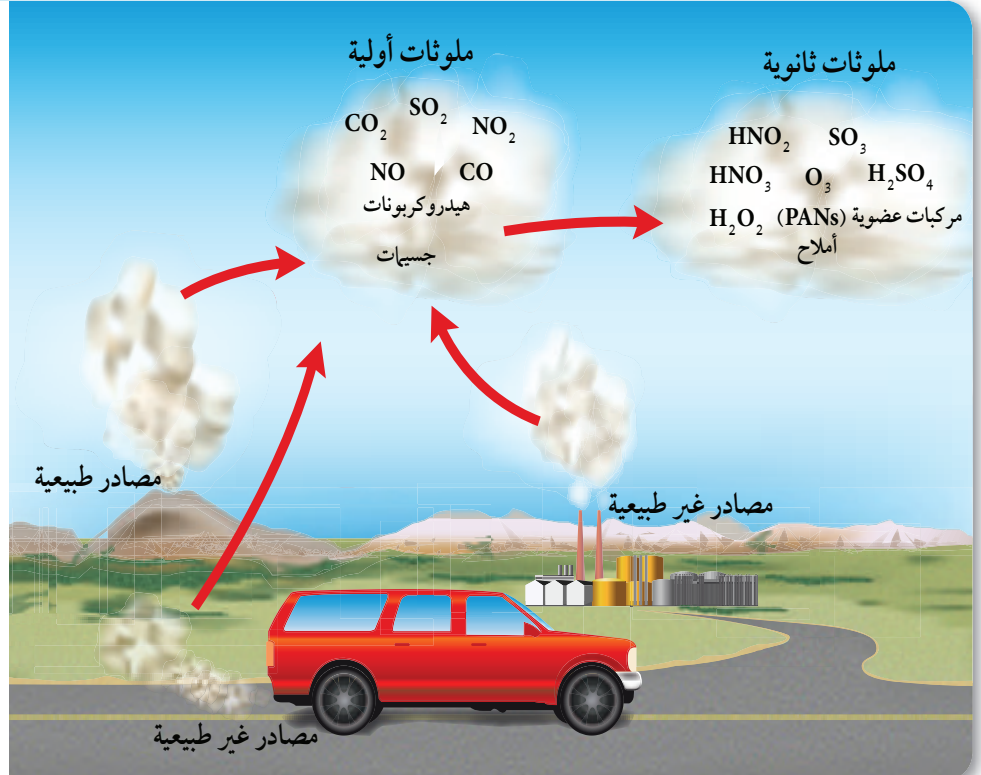 ملوثات ثانوية
HNO₂ SO₃
HNO₃ O₃ H₂SO₄
H₂O₂ (PANs) مركبات عضوية
أملاح
ملوثات أولية
CO₂ SO₂ NO₂
NO CO
هيدروكربونات
جسيمات
مصادر طبيعية
مصادر غير طبيعية
مصادر غير طبيعية